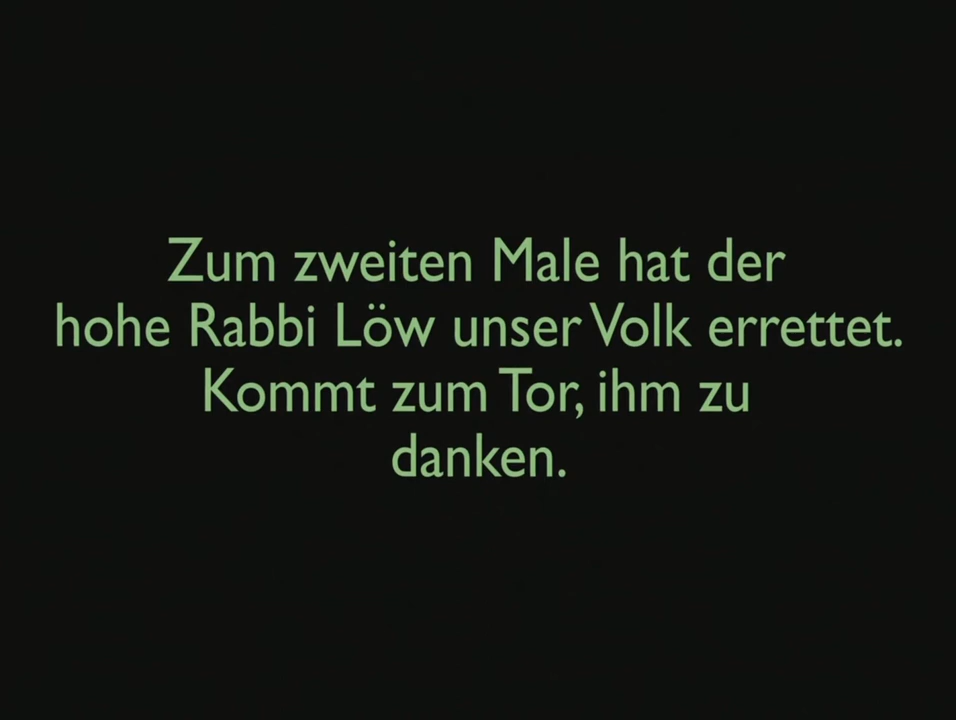 Zum zweiten Male hat der
hohe Rabbi Löw unser Volk errettet.
Kommt zum Tor, ihm zu
danken.